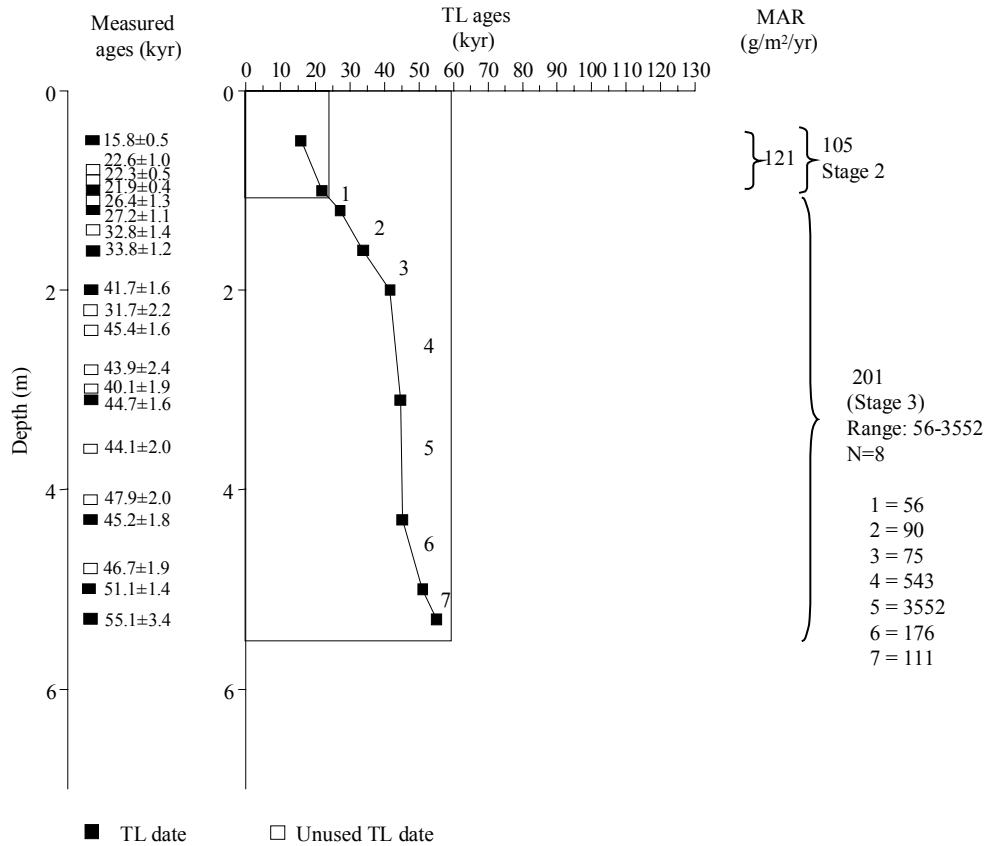 Measured
ages (kyr)
TL ages
(kyr)
MAR
(g/m²/yr)
0 10 20 30 40 50 60 70 80 90 100 110 120 130
0
0
2
2
4
4
6
6
Depth (m)
15.8±0.5
22.6±1.0
22.3±0.5
21.9±0.4
26.4±1.3
27.2±1.1
32.8±1.4
33.8±1.2
41.7±1.6
31.7±2.2
45.4±1.6
43.9±2.4
40.1±1.9
44.7±1.6
44.1±2.0
47.9±2.0
45.2±1.8
46.7±1.9
51.1±1.4
55.1±3.4
1
2
3
4
5
6
7
121
105
Stage 2
201
(Stage 3)
Range: 56-3552
N=8
1 = 56
2 = 90
3 = 75
4 = 543
5 = 3552
6 = 176
7 = 111
TL date
Unused TL date